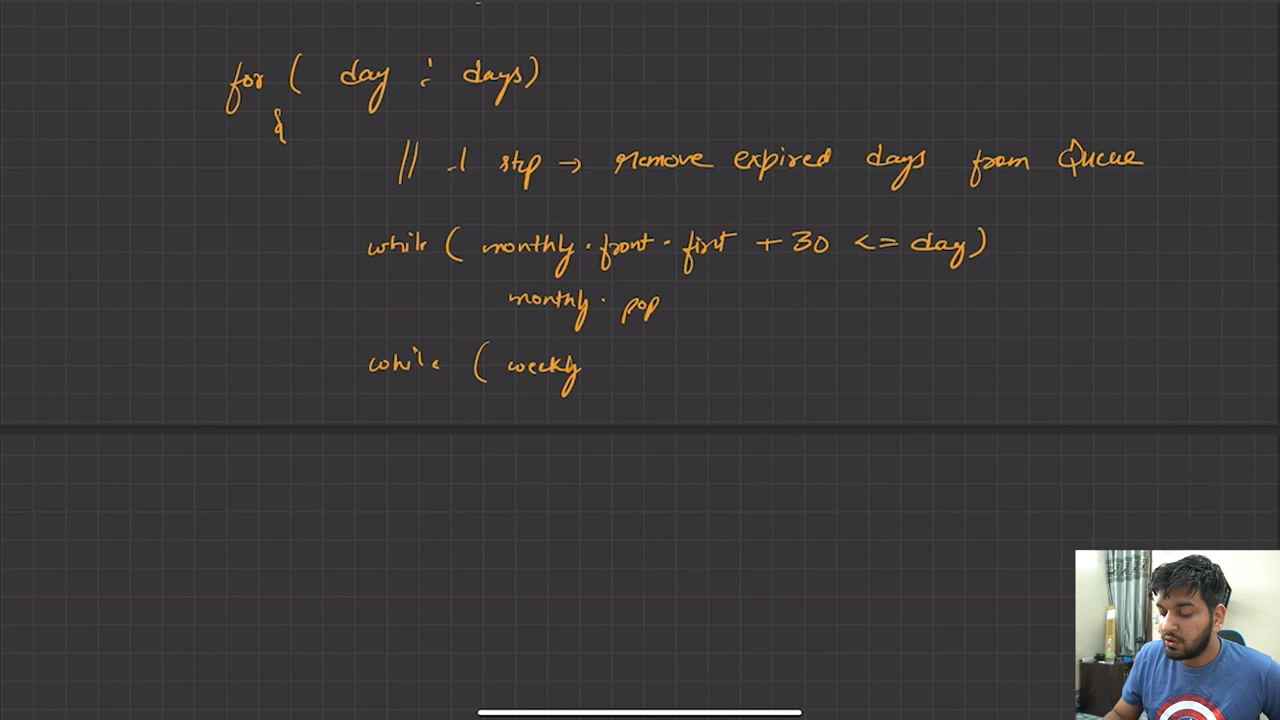 for ( day : days)
{
// 1 step → Remove expired days from Queue
while ( monthly . front . first + 30 <= day)
monthly . pop
while ( weekly